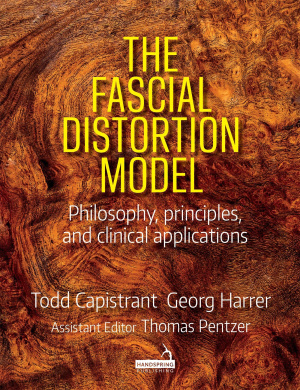 THE
FASCIAL
DISTORTION
MODEL
Philosophy, principles,
and clinical applications
Todd Capistrant Georg Harrer
Assistant Editor Thomas Pentzer
HANDSPRING
PUBLISHING